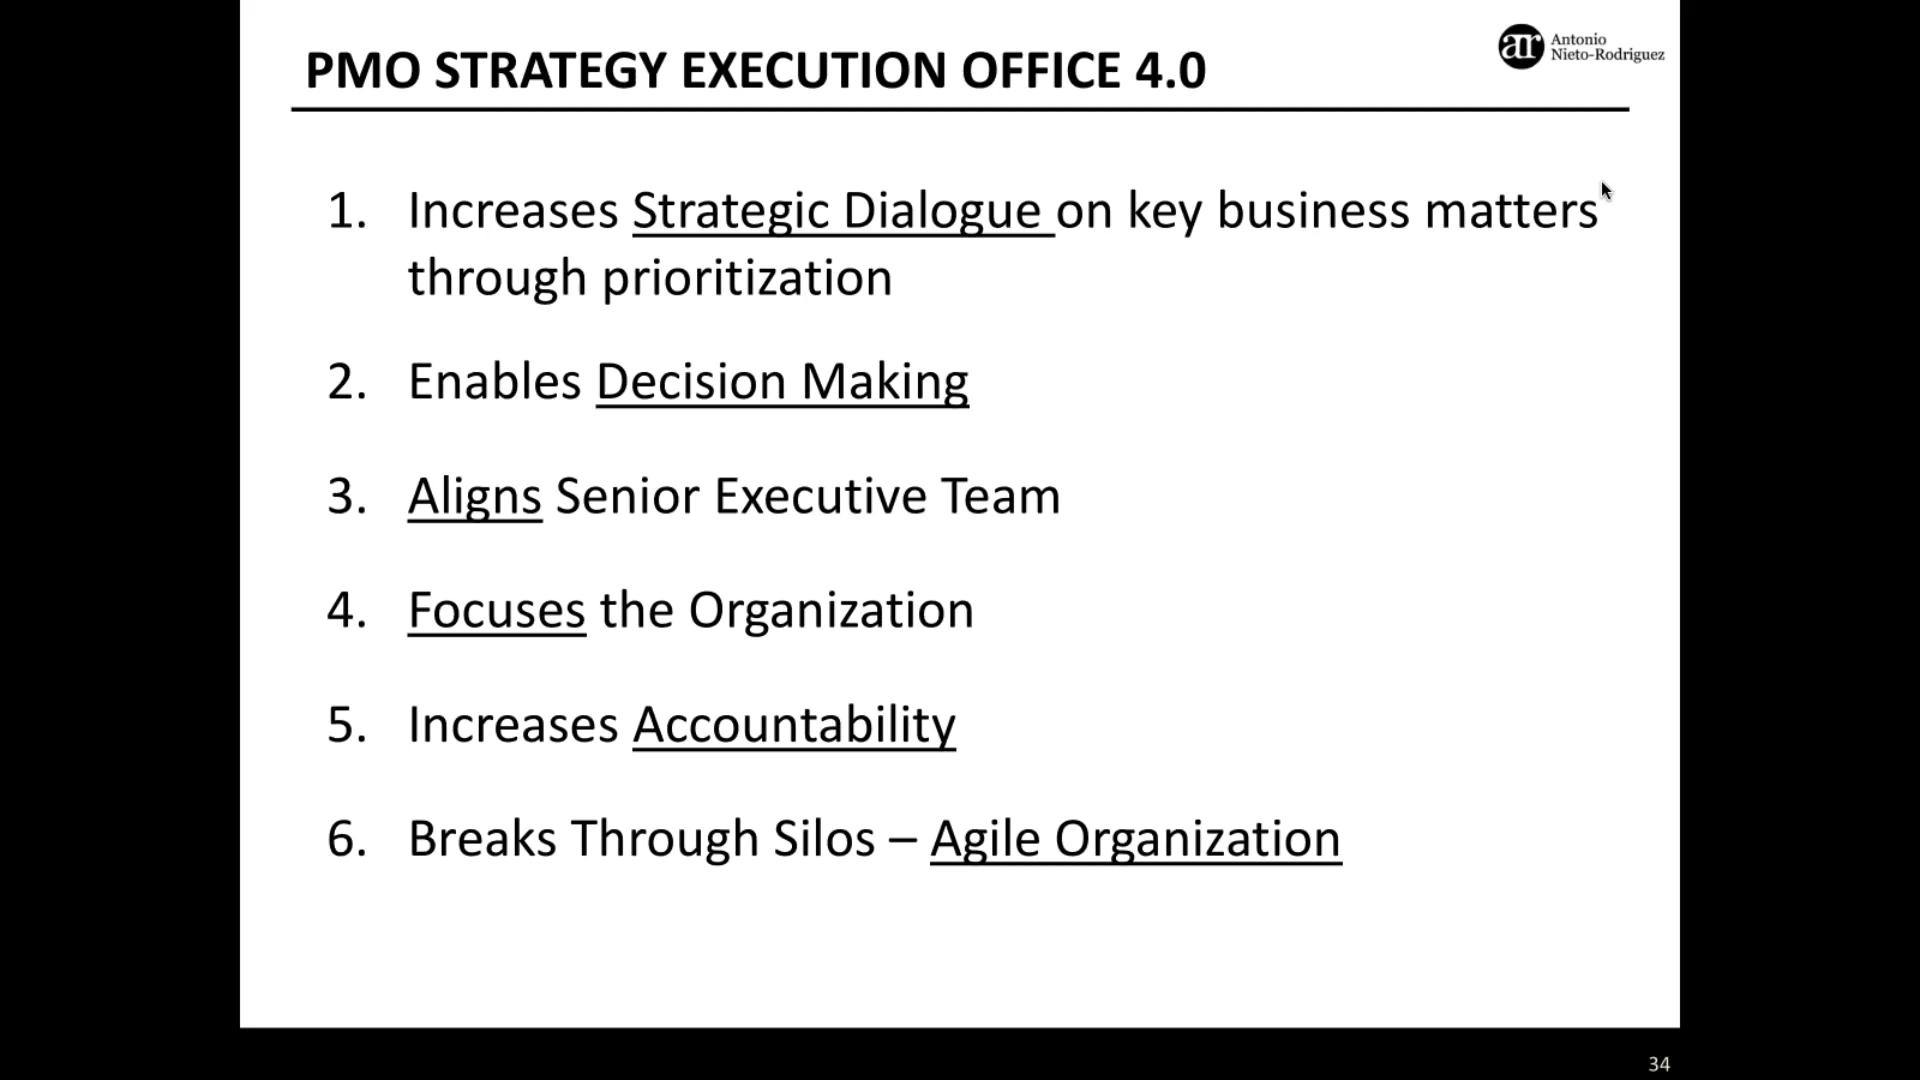 PMO STRATEGY EXECUTION OFFICE 4.0
ar
Antonio
Nieto-Rodriguez
1. Increases Strategic Dialogue on key business matters
through prioritization
2. Enables Decision Making
3. Aligns Senior Executive Team
4. Focuses the Organization
5. Increases Accountability
6. Breaks Through Silos – Agile Organization
34